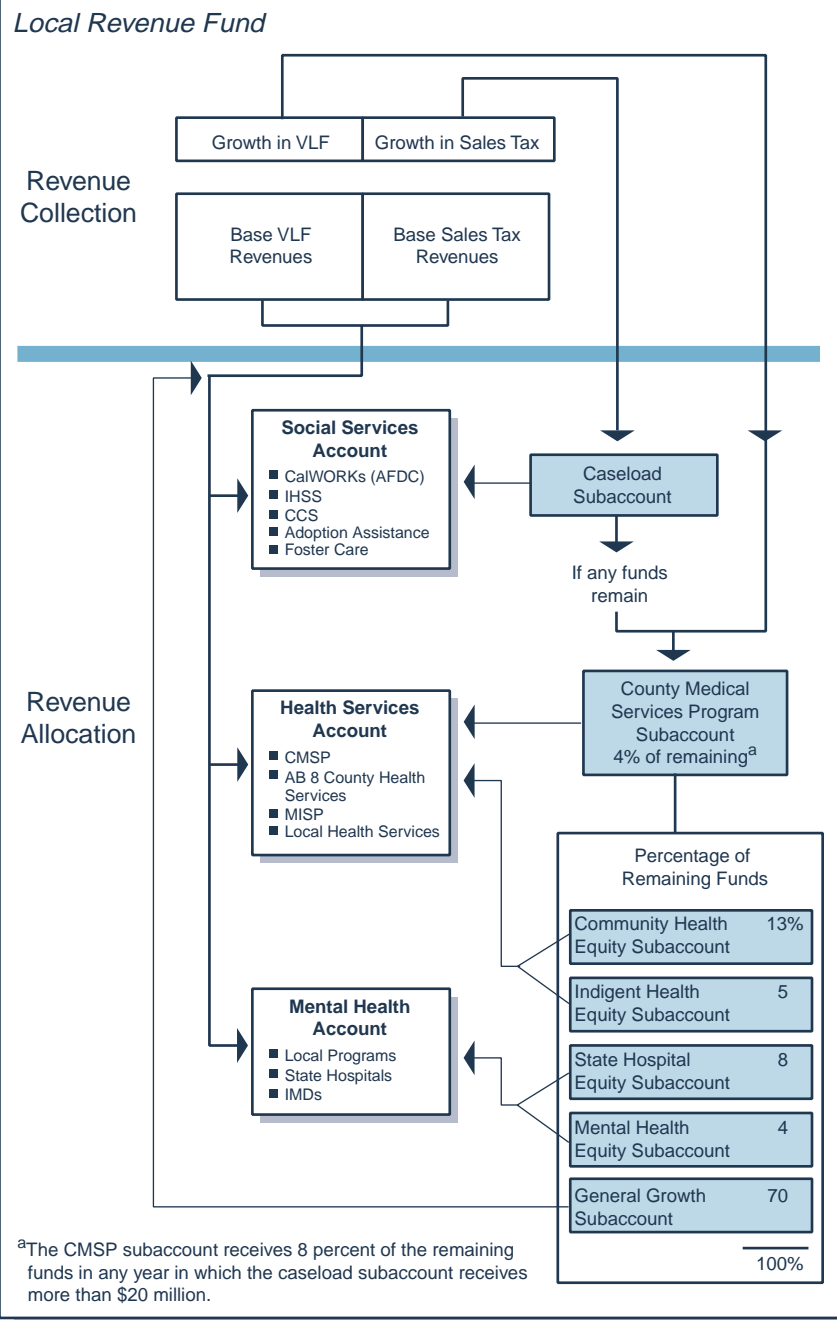 Local Revenue Fund
Growth in VLF
Growth in Sales Tax
Revenue
Collection
Base VLF
Revenues
Base Sales Tax
Revenues
Social Services
Account
CalWORKs (AFDC)
IHSS
CCS
Adoption Assistance
Foster Care
Caseload
Subaccount
If any funds
remain
Revenue
Allocation
Health Services
Account
CMSP
AB 8 County Health
Services
MISP
Local Health Services
County Medical
Services Program
Subaccount
4% of remainingᵃ
Percentage of
Remaining Funds
Community Health 13%
Equity Subaccount
Indigent Health 5
Equity Subaccount
State Hospital 8
Equity Subaccount
Mental Health 4
Equity Subaccount
General Growth 70
Subaccount
100%
Mental Health
Account
Local Programs
State Hospitals
IMDs
ᵃThe CMSP subaccount receives 8 percent of the remaining
funds in any year in which the caseload subaccount receives
more than $20 million.